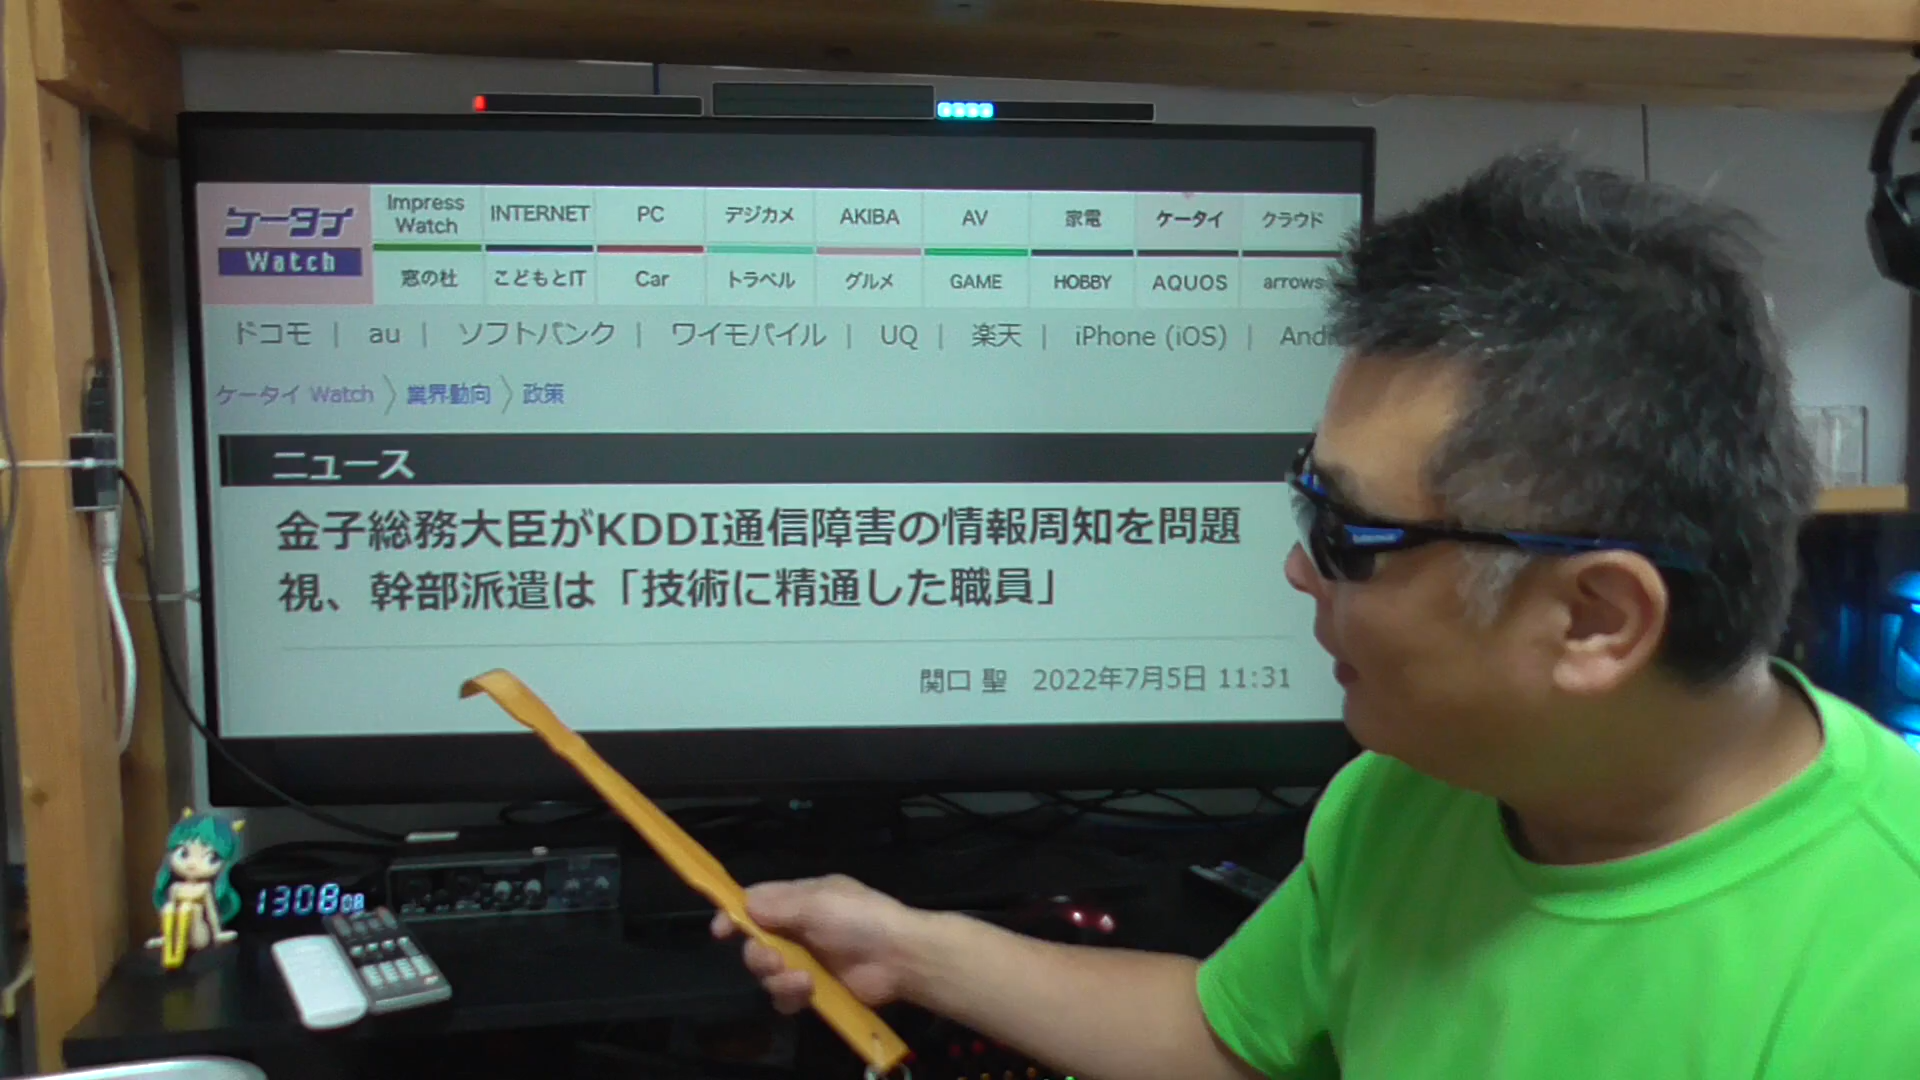 ケータイ
Watch
Impress Watch
INTERNET
PC
デジカメ
AKIBA
AV
家電
ケータイ
クラウド
窓の杜
こどもとIT
Car
トラベル
グルメ
GAME
HOBBY
AQUOS
arrows
ドコモ | au | ソフトバンク | ワイモバイル | UQ | 楽天 | iPhone (iOS) |
ケータイ Watch 〉業界動向 〉政策
ニュース
金子総務大臣がKDDI通信障害の情報周知を問題
視、幹部派遣は「技術に精通した職員」
関口 聖 2022年7月5日 11:31
1308 08